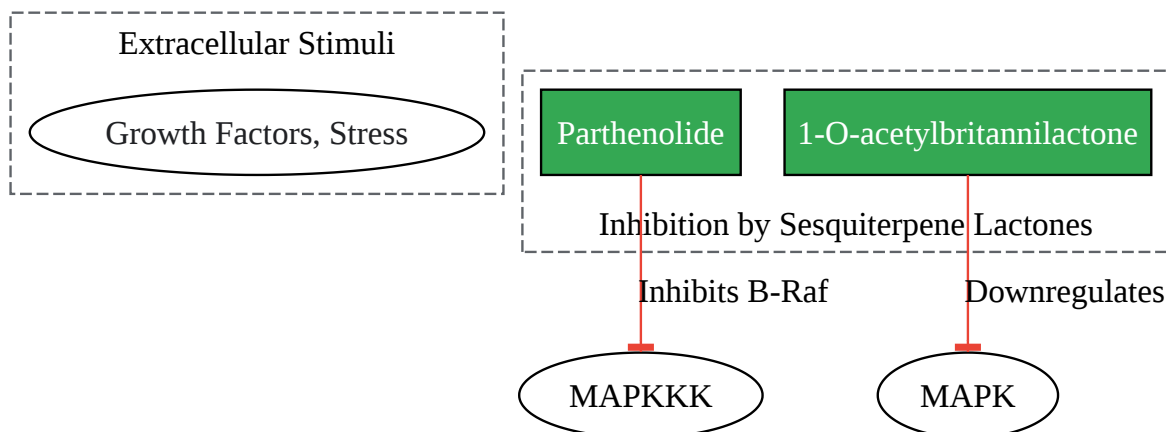 Extracellular Stimuli
Growth Factors, Stress
Parthenolide
1-O-acetylbritannilactone
Inhibition by Sesquiterpene Lactones
Inhibits B-Raf
Downregulates
MAPKKK
MAPK